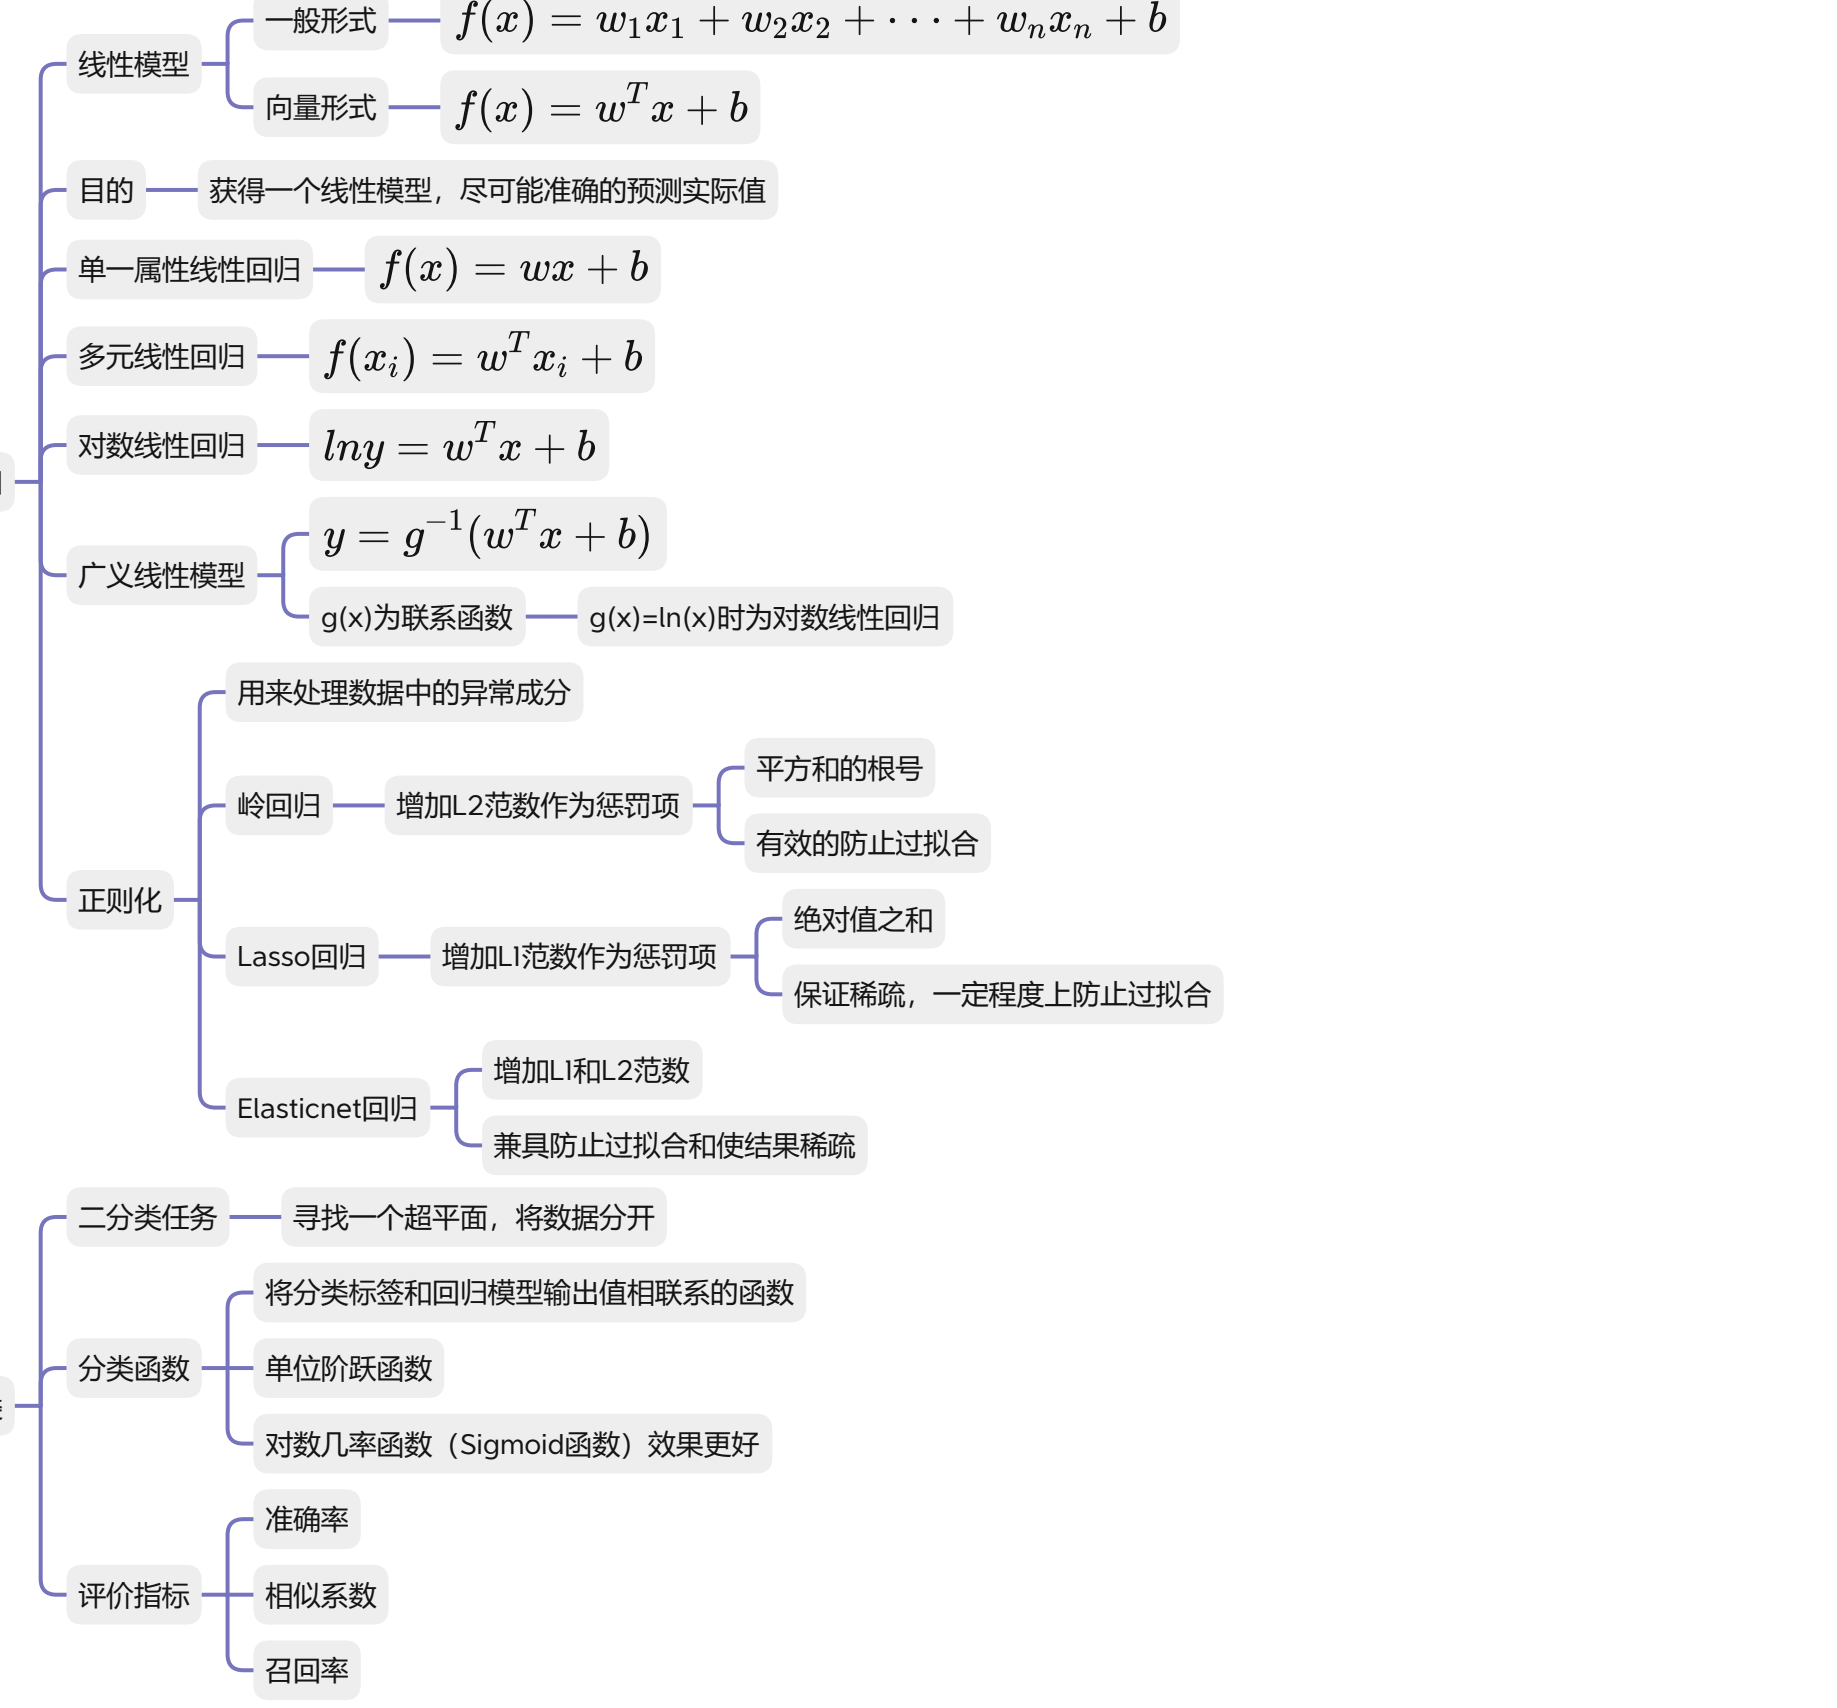 一般形式
f(x) = w₁x₁ + w₂x₂ + · · · + wₙxₙ + b
线性模型
向量形式
f(x) = wᵀx + b
目的
获得一个线性模型，尽可能准确的预测实际值
单一属性线性回归
f(x) = wx + b
多元线性回归
f(xᵢ) = wᵀxᵢ + b
对数线性回归
lny = wᵀx + b
y = g⁻¹(wᵀx + b)
广义线性模型
g(x)为联系函数
g(x)=ln(x)时为对数线性回归
用来处理数据中的异常成分
平方和的根号
岭回归
增加L2范数作为惩罚项
有效的防止过拟合
正则化
绝对值之和
Lasso回归
增加L1范数作为惩罚项
保证稀疏，一定程度上防止过拟合
增加L1和L2范数
Elasticnet回归
兼具防止过拟合和使结果稀疏
二分类任务
寻找一个超平面，将数据分开
将分类标签和回归模型输出值相联系的函数
分类函数
单位阶跃函数
对数几率函数（Sigmoid函数）效果更好
准确率
评价指标
相似系数
召回率